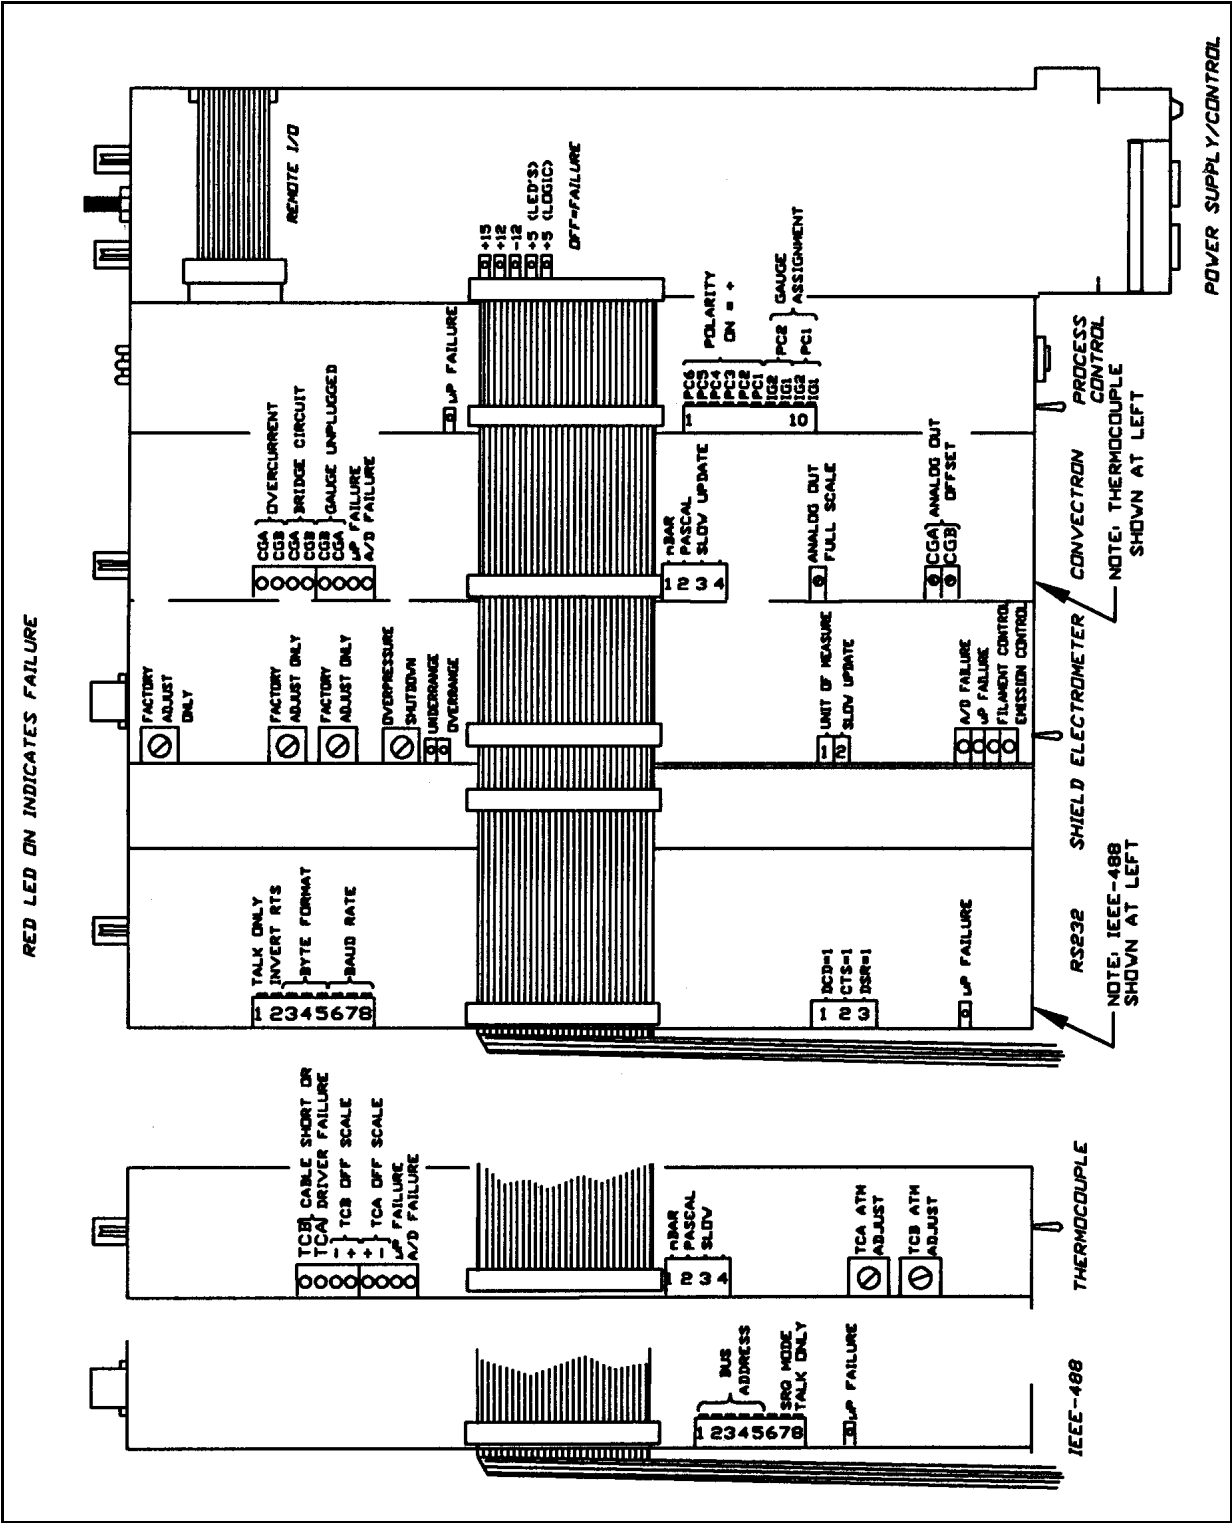 RED LED ON INDICATES FAILURE
IEEE-488
BUS
ADDRESS
SRQ MODE
TALK ONLY
1 2 3 4 5 6 7 8
µP FAILURE
THERMOCOUPLE
TCB
TCA
CABLE SHORT OR
DRIVER FAILURE
-
+
TCB OFF SCALE
+
-
TCA OFF SCALE
µP FAILURE
A/D FAILURE
mBAR
PASCAL
SLOW
1 2 3 4
TCA ATM
ADJUST
TCB ATM
ADJUST
RS232
NOTE: IEEE-488
SHOWN AT LEFT
TALK ONLY
INVERT RTS
BYTE FORMAT
BAUD RATE
1 2 3 4 5 6 7 8
DCD=1
CTS=1
DSR=1
1 2 3
µP FAILURE
SHIELD
ELECTROMETER
FACTORY
ADJUST
ONLY
FACTORY
ADJUST ONLY
FACTORY
ADJUST ONLY
OVERPRESSURE
SHUTDOWN
UNDERRANGE
OVERRANGE
UNIT OF MEASURE
SLOW UPDATE
1 2
A/D FAILURE
µP FAILURE
FILAMENT CONTROL
EMISSION CONTROL
CONVECTRON
NOTE: THERMOCOUPLE
SHOWN AT LEFT
CGA
CGB
OVERCURRENT
CGA
CGB
BRIDGE CIRCUIT
CGB
CGA
GAUGE UNPLUGGED
µP FAILURE
A/D FAILURE
mBAR
PASCAL
SLOW UPDATE
1 2 3 4
ANALOG OUT
FULL SCALE
CGA
CGB
ANALOG OUT
OFFSET
PROCESS
CONTROL
µP FAILURE
PC6
PC5
PC4
PC3
PC2
PC1
POLARITY
ON = +
IG2
IG1
PC2
IG2
IG1
PC1
GAUGE
ASSIGNMENT
1
10
POWER SUPPLY/CONTROL
REMOTE I/O
+15
+12
-12
+5 (LED'S)
+5 (LOGIC)
OFF=FAILURE